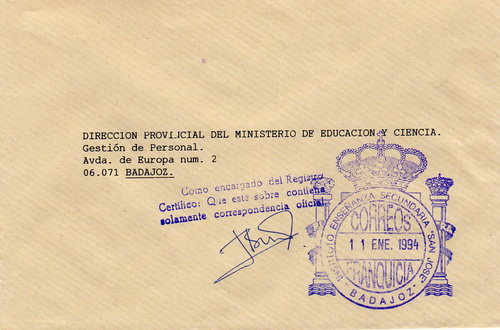 DIRECCION PROVILICIAL DEL MINISTERIO DE EDUCACION Y CIENCIA.
Gestión de Personal.
Avda. de Europa num. 2
06.071 BADAJOZ.
Como encargado del Registro
Certifico: Que este sobre contiene
solamente correspondencia oficial.
INSTITUTO ENSEÑANZA SECUNDARIA "SAN JOSE"
CORREOS
11 ENE. 1994
FRANQUICIA
- BADAJOZ -